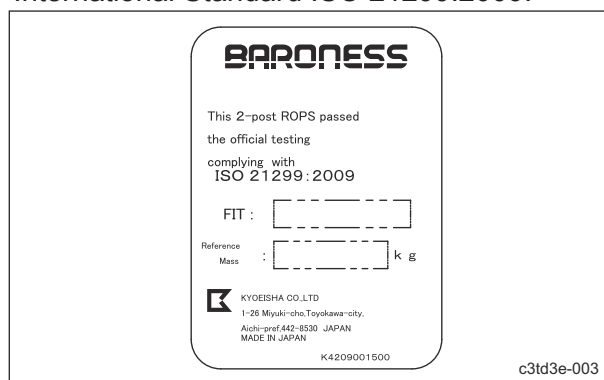 International Standard ISO 21299:2009.
BARONESS
This 2-post ROPS passed
the official testing
complying with
ISO 21299:2009
FIT :
Reference
Mass : kg
KYOEISHA CO.,LTD
1-26 Miyuki-cho,Toyokawa-city,
Aichi-pref,442-8530 JAPAN
MADE IN JAPAN
K4209001500
c3td3e-003